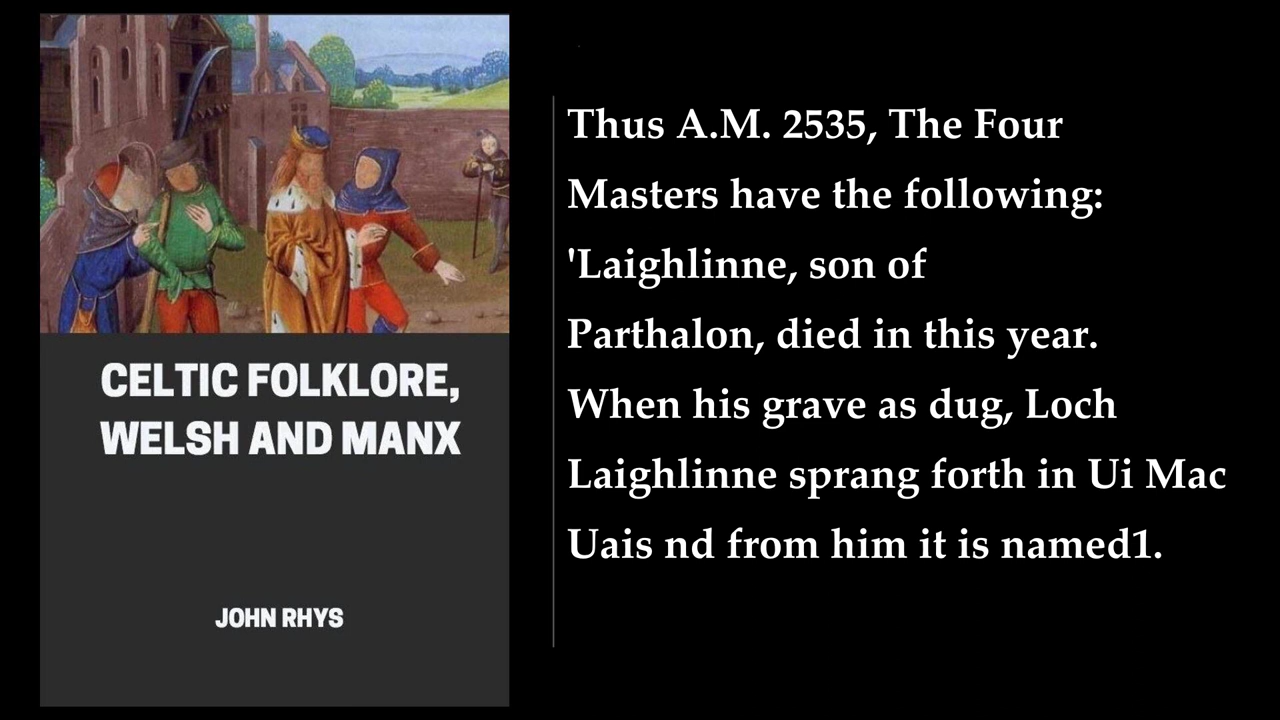 CELTIC FOLKLORE,
WELSH AND MANX
JOHN RHYS
Thus A.M. 2535, The Four
Masters have the following:
'Laighlinne, son of
Parthalon, died in this year.
When his grave as dug, Loch
Laighlinne sprang forth in Ui Mac
Uais nd from him it is named1.